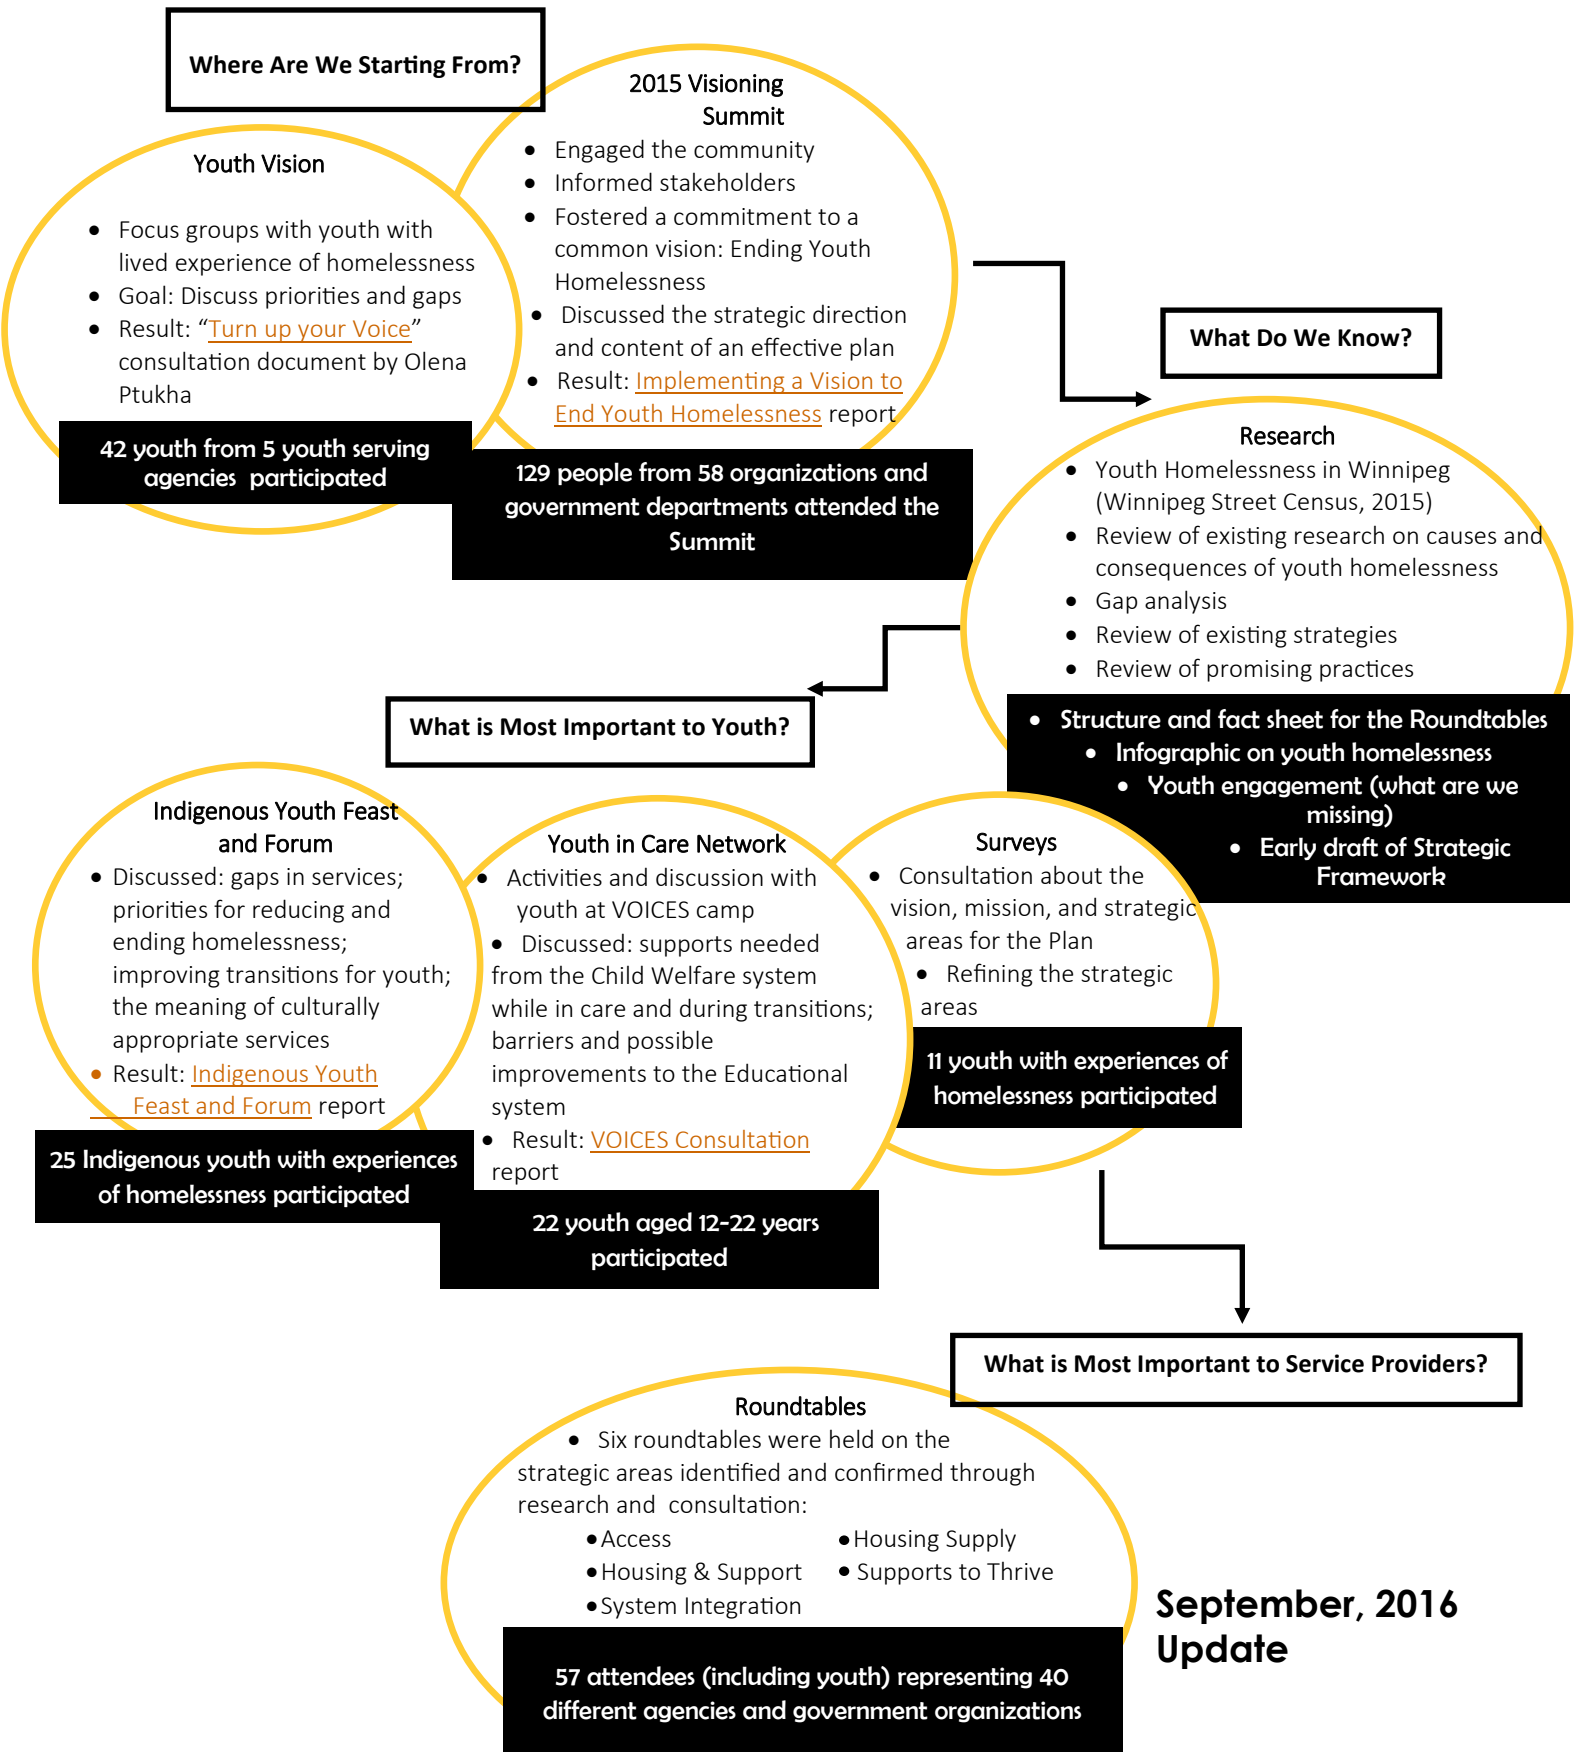 Where Are We Starting From?
Youth Vision
• Focus groups with youth with
lived experience of homelessness
• Goal: Discuss priorities and gaps
• Result: “Turn up your Voice”
consultation document by Olena
Ptukha
42 youth from 5 youth serving
agencies participated
2015 Visioning
Summit
• Engaged the community
• Informed stakeholders
• Fostered a commitment to a
common vision: Ending Youth
Homelessness
• Discussed the strategic direction
and content of an effective plan
• Result: Implementing a Vision to
End Youth Homelessness report
129 people from 58 organizations and
government departments attended the
Summit
What Do We Know?
Research
• Youth Homelessness in Winnipeg
(Winnipeg Street Census, 2015)
• Review of existing research on causes and
consequences of youth homelessness
• Gap analysis
• Review of existing strategies
• Review of promising practices
• Structure and fact sheet for the Roundtables
• Infographic on youth homelessness
• Youth engagement (what are we
missing)
• Early draft of Strategic
Framework
What is Most Important to Youth?
Indigenous Youth Feast
and Forum
• Discussed: gaps in services;
priorities for reducing and
ending homelessness;
improving transitions for youth;
the meaning of culturally
appropriate services
• Result: Indigenous Youth
Feast and Forum report
25 Indigenous youth with experiences
of homelessness participated
Youth in Care Network
• Activities and discussion with
youth at VOICES camp
• Discussed: supports needed
from the Child Welfare system
while in care and during transitions;
barriers and possible
improvements to the Educational
system
• Result: VOICES Consultation
report
22 youth aged 12-22 years
participated
Surveys
• Consultation about the
vision, mission, and strategic
areas for the Plan
• Refining the strategic
areas
11 youth with experiences of
homelessness participated
What is Most Important to Service Providers?
Roundtables
• Six roundtables were held on the
strategic areas identified and confirmed through
research and consultation:
• Access
• Housing & Support
• System Integration
• Housing Supply
• Supports to Thrive
57 attendees (including youth) representing 40
different agencies and government organizations
September, 2016
Update